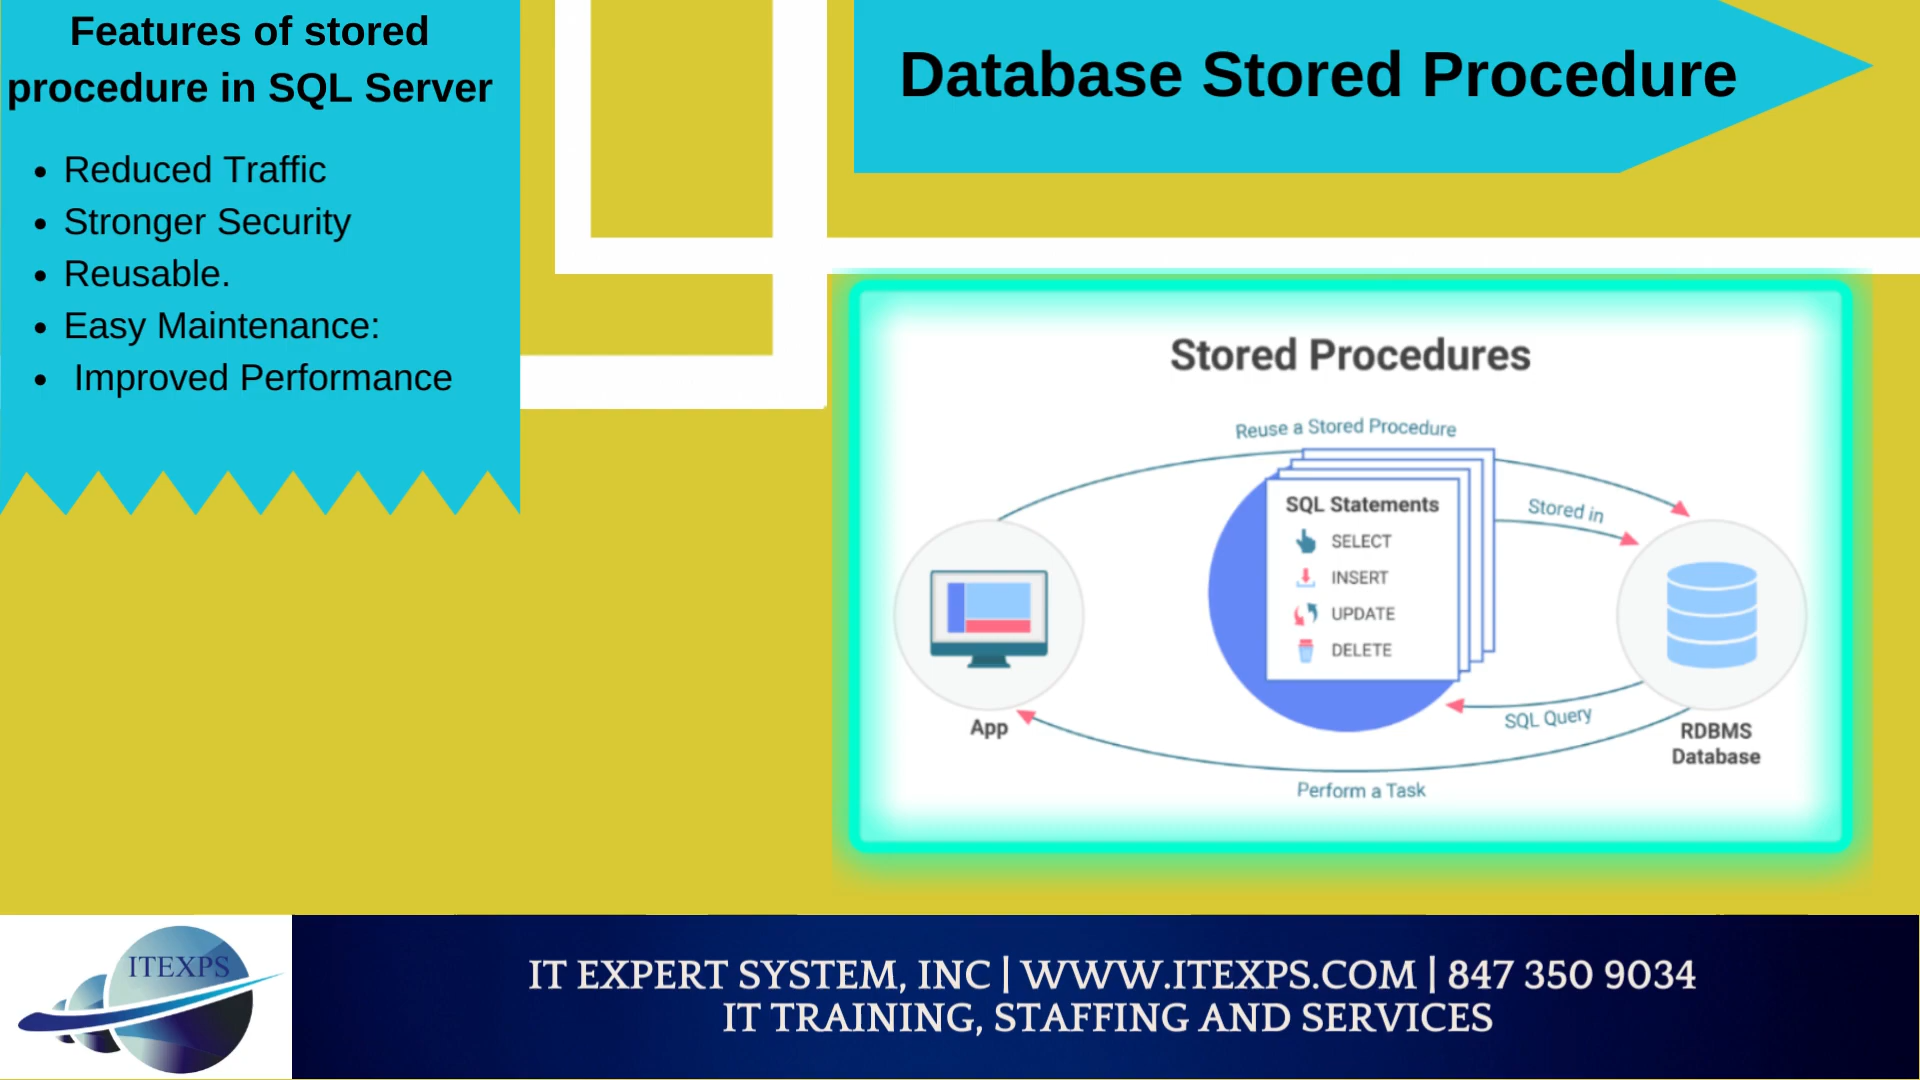 Features of stored
procedure in SQL Server
• Reduced Traffic
• Stronger Security
• Reusable.
• Easy Maintenance:
• Improved Performance
Database Stored Procedure
Stored Procedures
Reuse a Stored Procedure
Stored in
SQL Statements
SELECT
INSERT
UPDATE
DELETE
App
SQL Query
RDBMS
Database
Perform a Task
ITEXPS
IT EXPERT SYSTEM, INC | WWW.ITEXPS.COM | 847 350 9034
IT TRAINING, STAFFING AND SERVICES